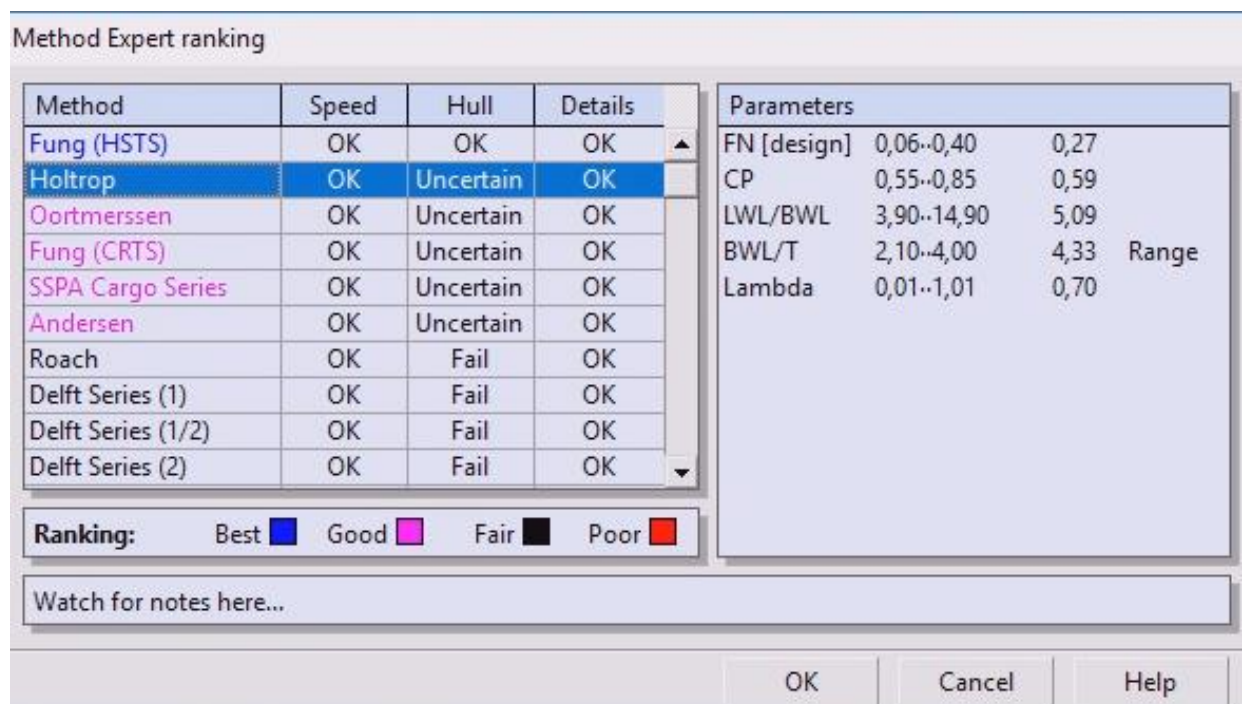 Method Expert ranking
Method Speed Hull Details
Fung (HSTS) OK OK OK
Holtrop OK Uncertain OK
Oortmerssen OK Uncertain OK
Fung (CRTS) OK Uncertain OK
SSPA Cargo Series OK Uncertain OK
Andersen OK Uncertain OK
Roach OK Fail OK
Delft Series (1) OK Fail OK
Delft Series (1/2) OK Fail OK
Delft Series (2) OK Fail OK
Ranking: Best Good Fair Poor
Parameters
FN [design] 0,06··0,40 0,27
CP 0,55··0,85 0,59
LWL/BWL 3,90··14,90 5,09
BWL/T 2,10··4,00 4,33 Range
Lambda 0,01··1,01 0,70
Watch for notes here...
OK Cancel Help